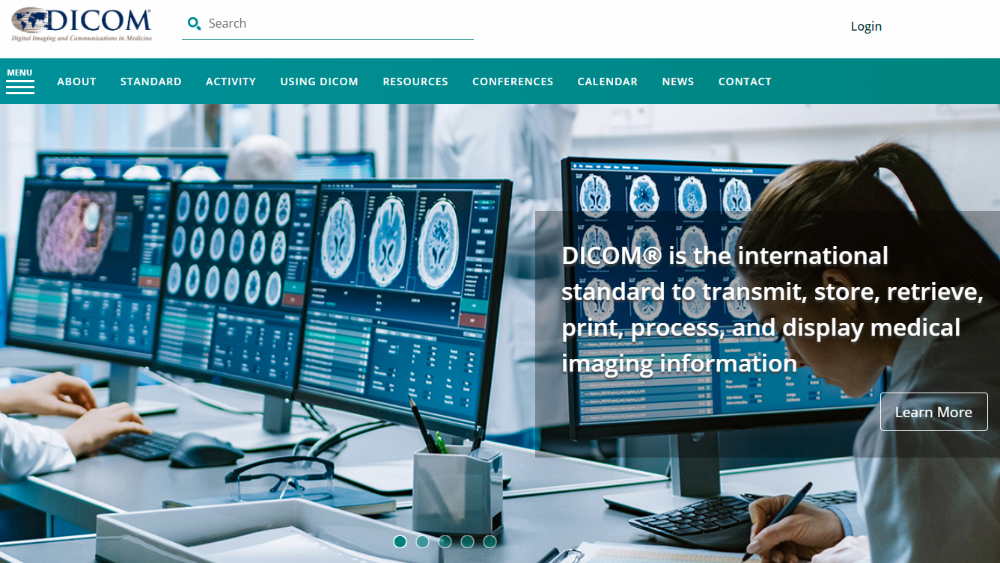 DICOM®
Digital Imaging and Communications in Medicine
Search
Login
MENU
ABOUT
STANDARD
ACTIVITY
USING DICOM
RESOURCES
CONFERENCES
CALENDAR
NEWS
CONTACT
DICOM® is the international
standard to transmit, store, retrieve,
print, process, and display medical
imaging information
Learn More